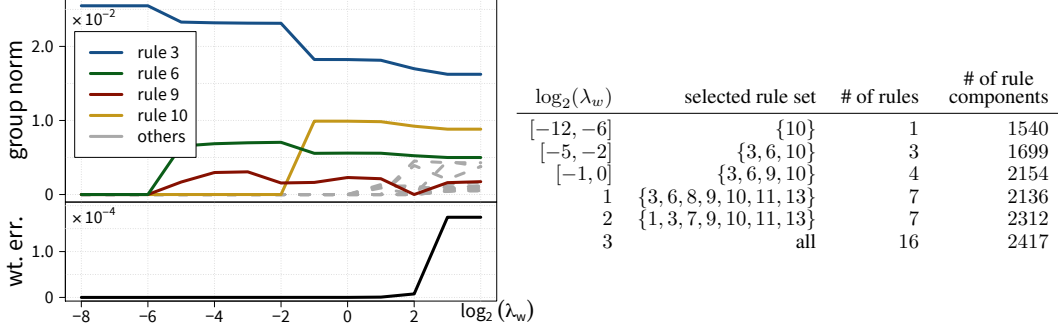 × 10⁻²
group norm
2.0
1.0
0
rule 3
rule 6
rule 9
rule 10
others
× 10⁻⁴
wt. err.
1.0
0
−8 −6 −4 −2 0 2 log₂(λw)
log₂(λw) selected rule set # of rules # of rule components
[−12, −6] {10} 1 1540
[−5, −2] {3, 6, 10} 3 1699
[−1, 0] {3, 6, 9, 10} 4 2154
1 {3, 6, 8, 9, 10, 11, 13} 7 2136
2 {1, 3, 7, 9, 10, 11, 13} 7 2312
3 all 16 2417